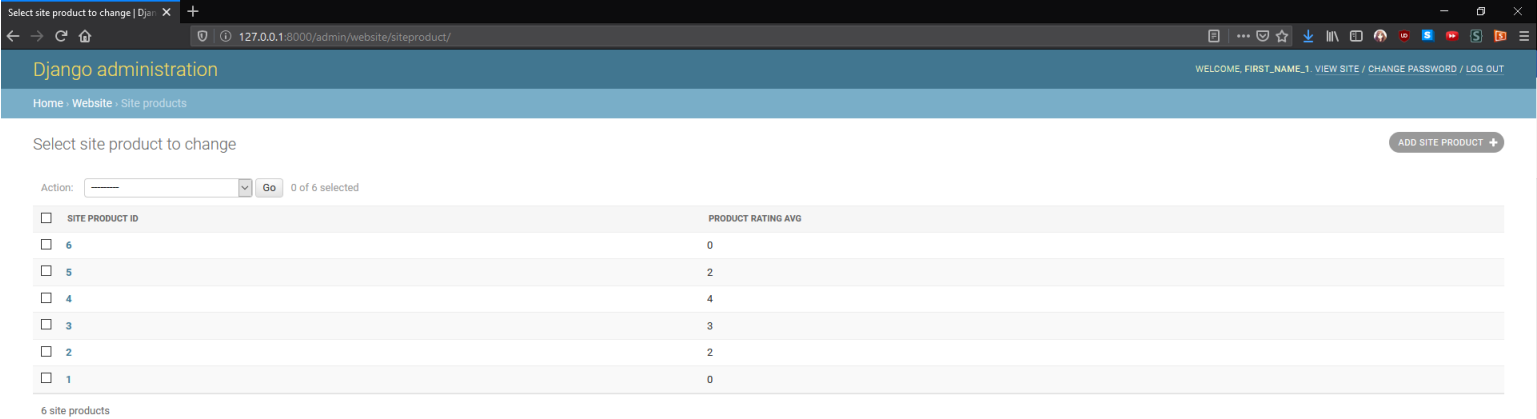 Select site product to change | Djan
127.0.0.1:8000/admin/website/siteproduct/
Django administration
WELCOME, FIRST_NAME_1. VIEW SITE / CHANGE PASSWORD / LOG OUT
Home › Website › Site products
Select site product to change
ADD SITE PRODUCT +
Action: --------- Go 0 of 6 selected
SITE PRODUCT ID PRODUCT RATING AVG
6 0
5 2
4 4
3 3
2 2
1 0
6 site products